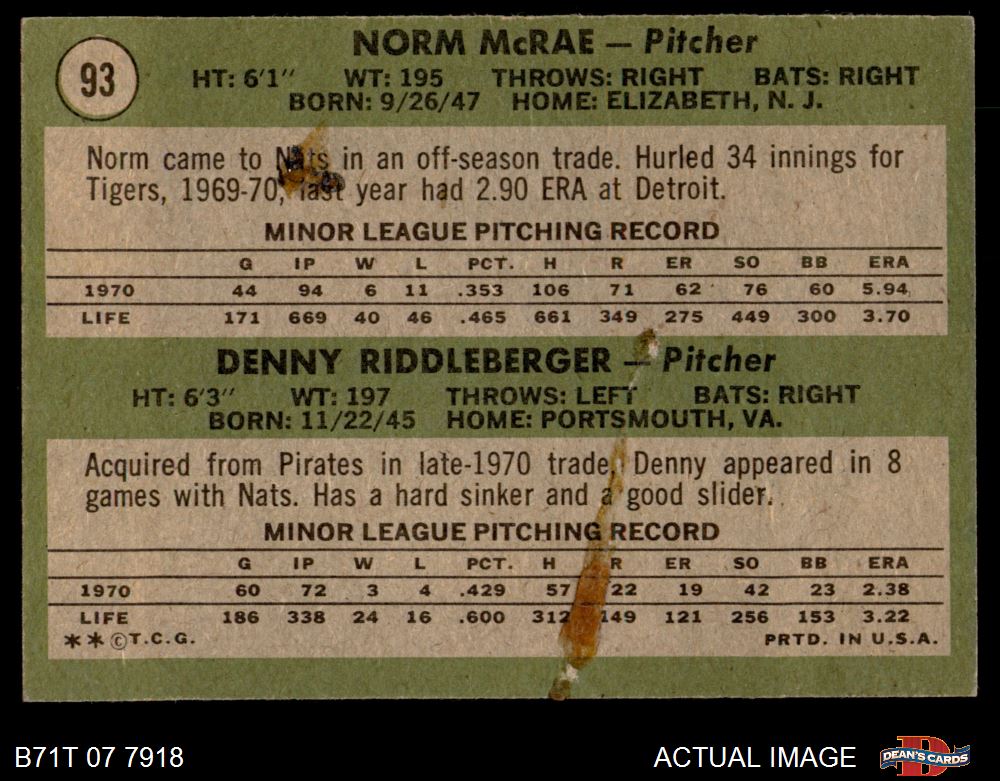 93
NORM McRAE — Pitcher
HT: 6'1" WT: 195 THROWS: RIGHT BATS: RIGHT
BORN: 9/26/47 HOME: ELIZABETH, N. J.
Norm came to Nats in an off-season trade. Hurled 34 innings for
Tigers, 1969-70, last year had 2.90 ERA at Detroit.
MINOR LEAGUE PITCHING RECORD
G IP W L PCT. H R ER SO BB ERA
1970 44 94 6 11 .353 106 71 62 76 60 5.94
LIFE 171 669 40 46 .465 661 349 275 449 300 3.70
DENNY RIDDLEBERGER — Pitcher
HT: 6'3" WT: 197 THROWS: LEFT BATS: RIGHT
BORN: 11/22/45 HOME: PORTSMOUTH, VA.
Acquired from Pirates in late-1970 trade, Denny appeared in 8
games with Nats. Has a hard sinker and a good slider.
MINOR LEAGUE PITCHING RECORD
G IP W L PCT. H R ER SO BB ERA
1970 60 72 3 4 .429 57 22 19 42 23 2.38
LIFE 186 338 24 16 .600 312 149 121 256 153 3.22
**©T.C.G. PRTD. IN U.S.A.
B71T 07 7918 ACTUAL IMAGE DEAN'S CARDS